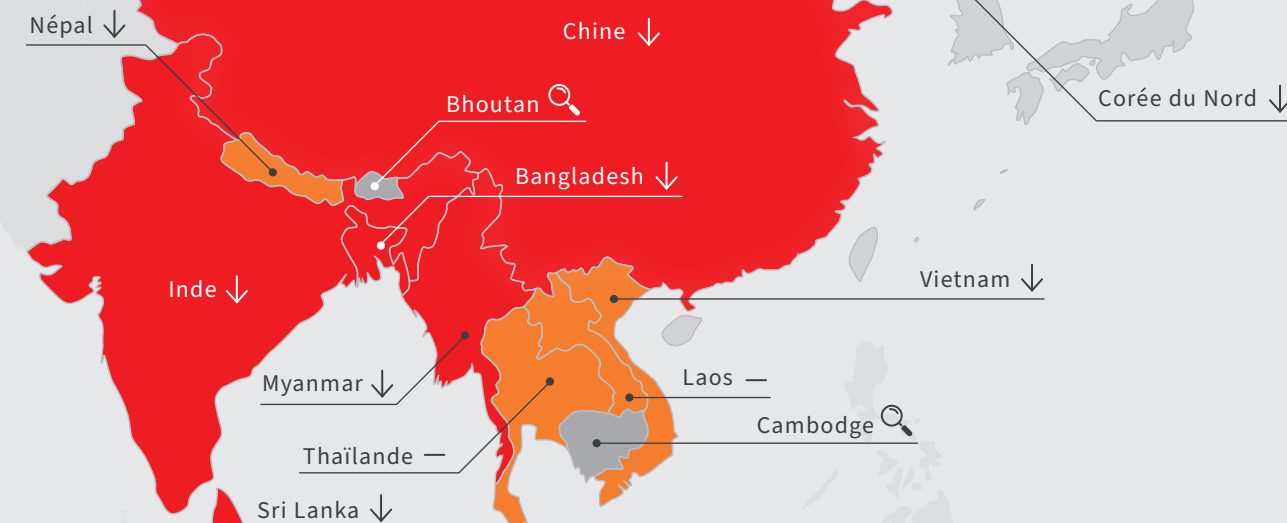 Népal ↓
Chine ↓
Bhoutan
Corée du Nord ↓
Bangladesh ↓
Inde ↓
Vietnam ↓
Myanmar ↓
Laos —
Cambodge
Thaïlande —
Sri Lanka ↓